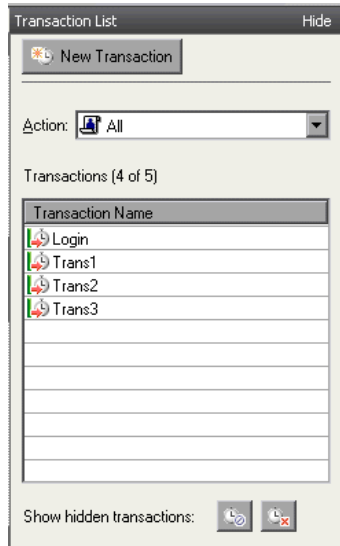 Transaction List Hide
New Transaction
Action: All
Transactions (4 of 5)
Transaction Name
Login
Trans1
Trans2
Trans3
Show hidden transactions: